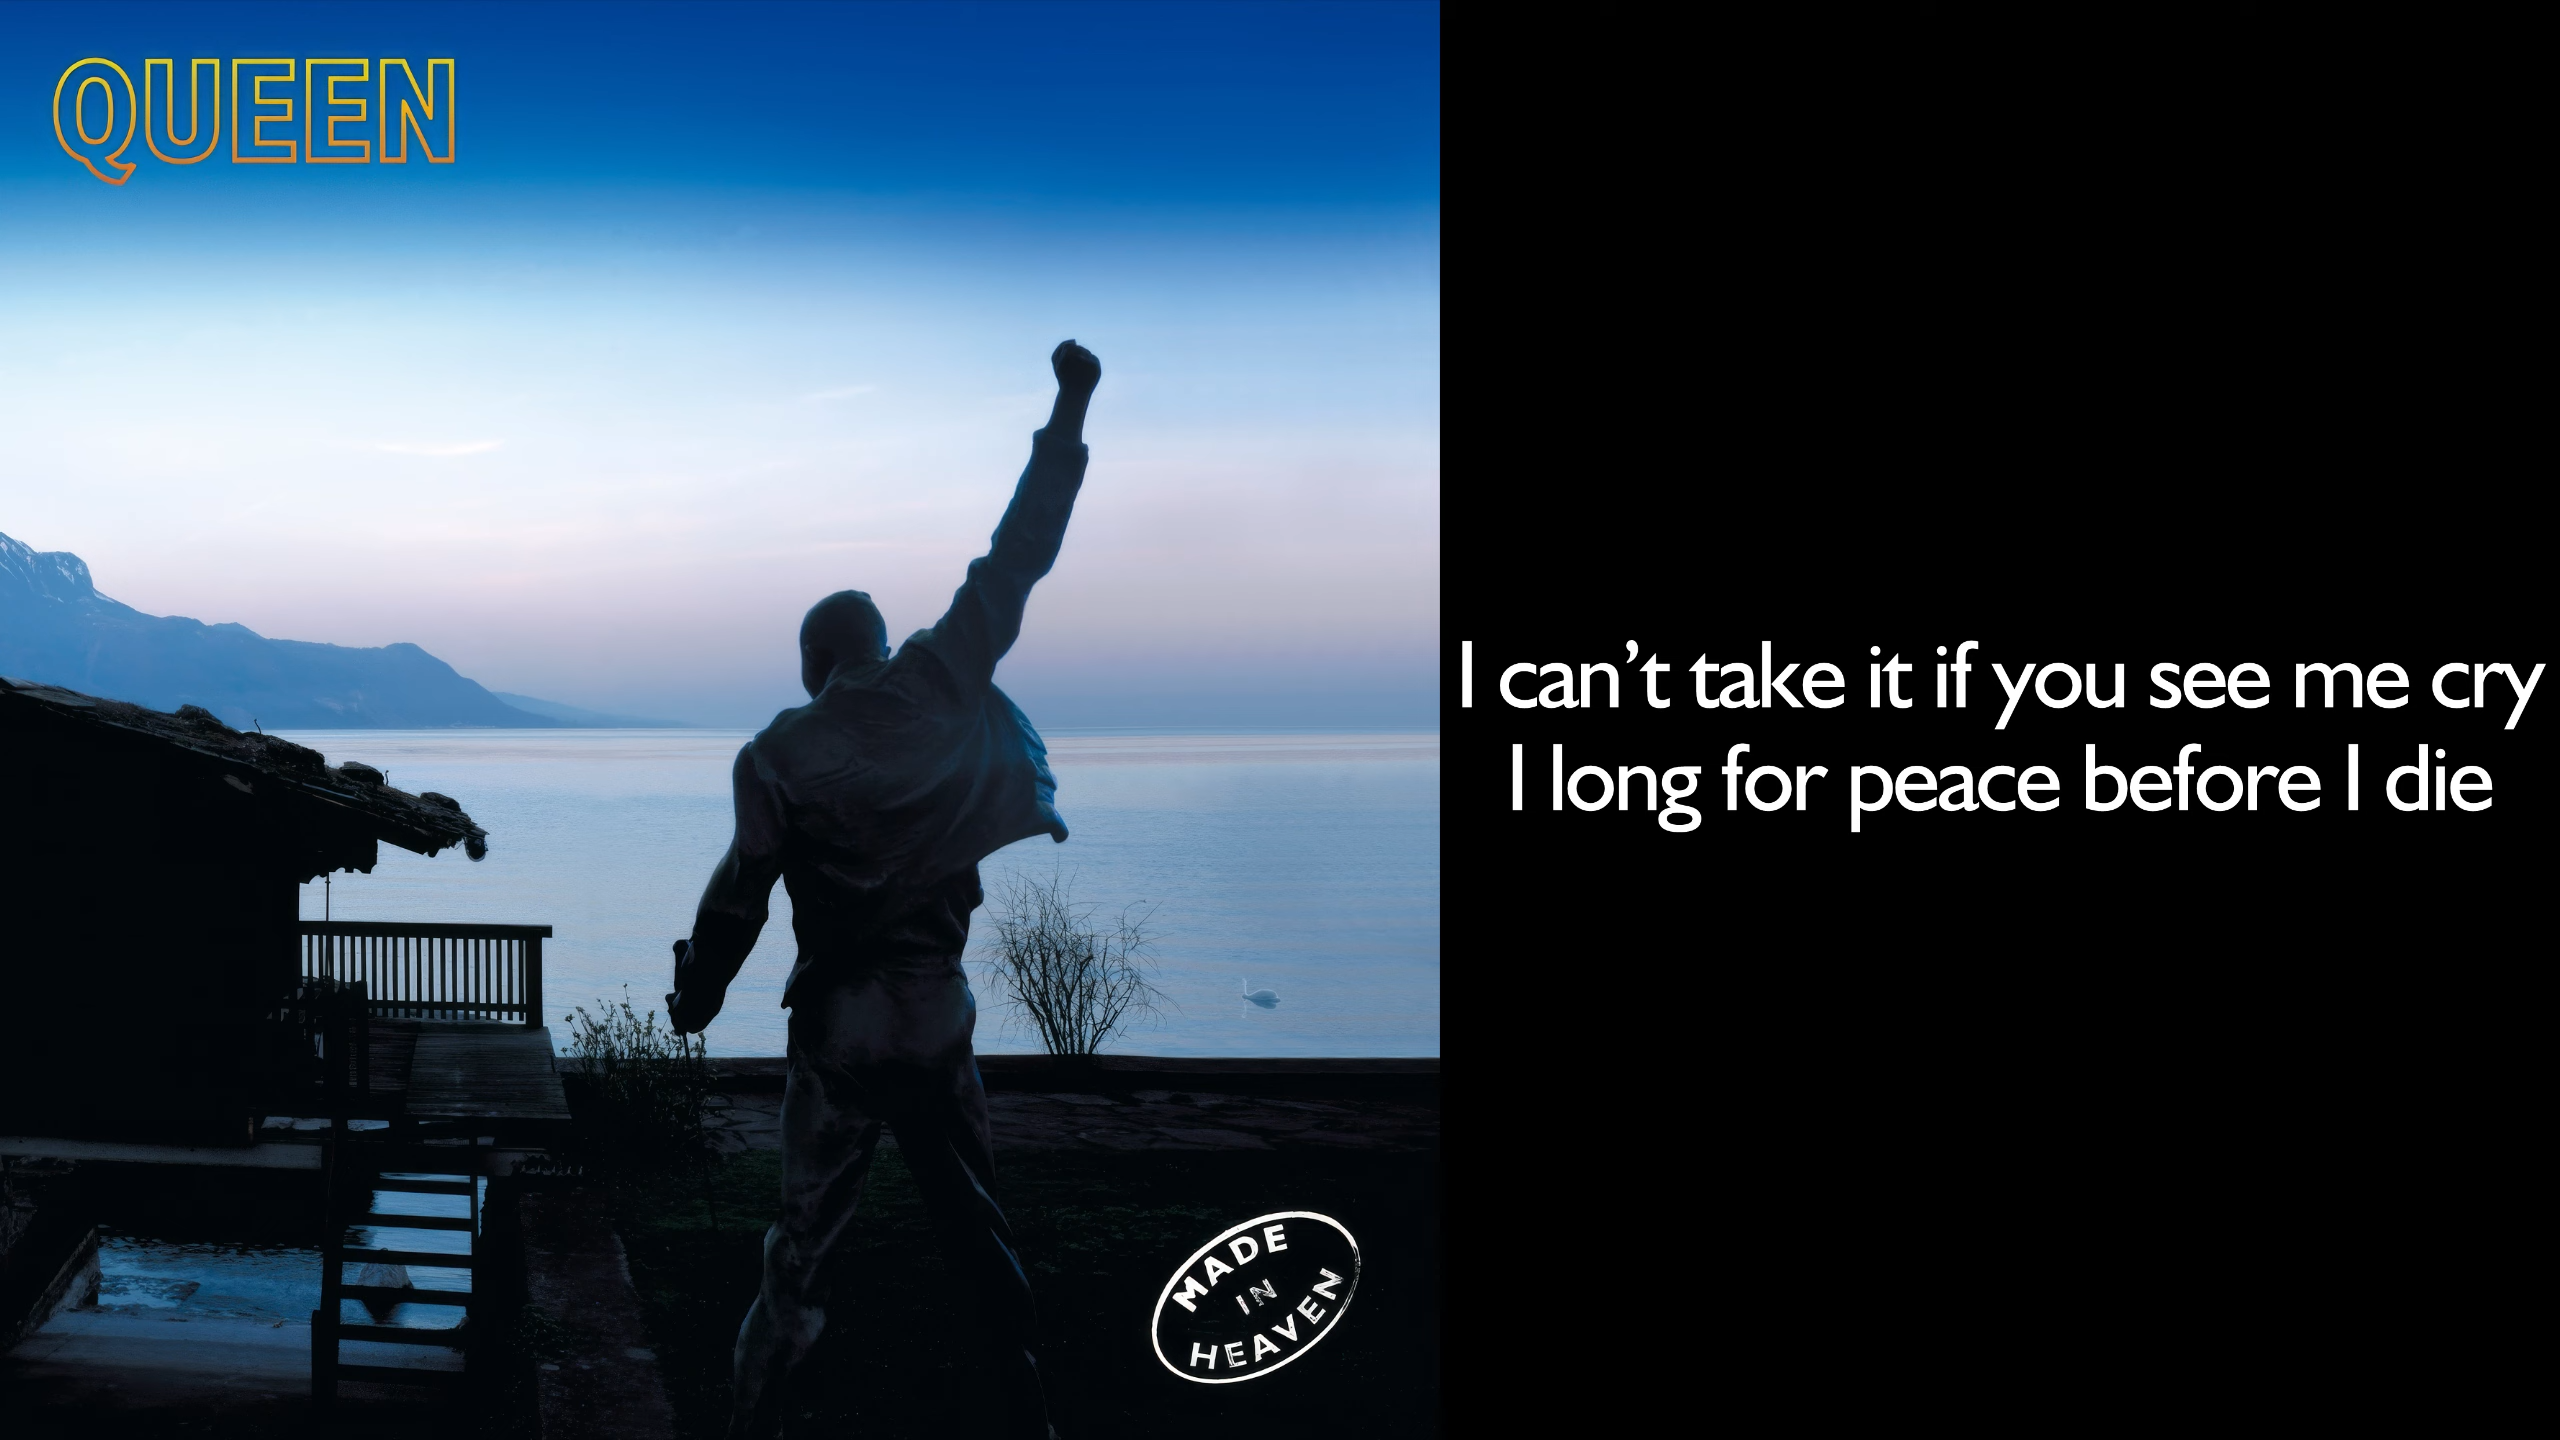 QUEEN
I can’t take it if you see me cry
I long for peace before I die
MADE
IN
HEAVEN